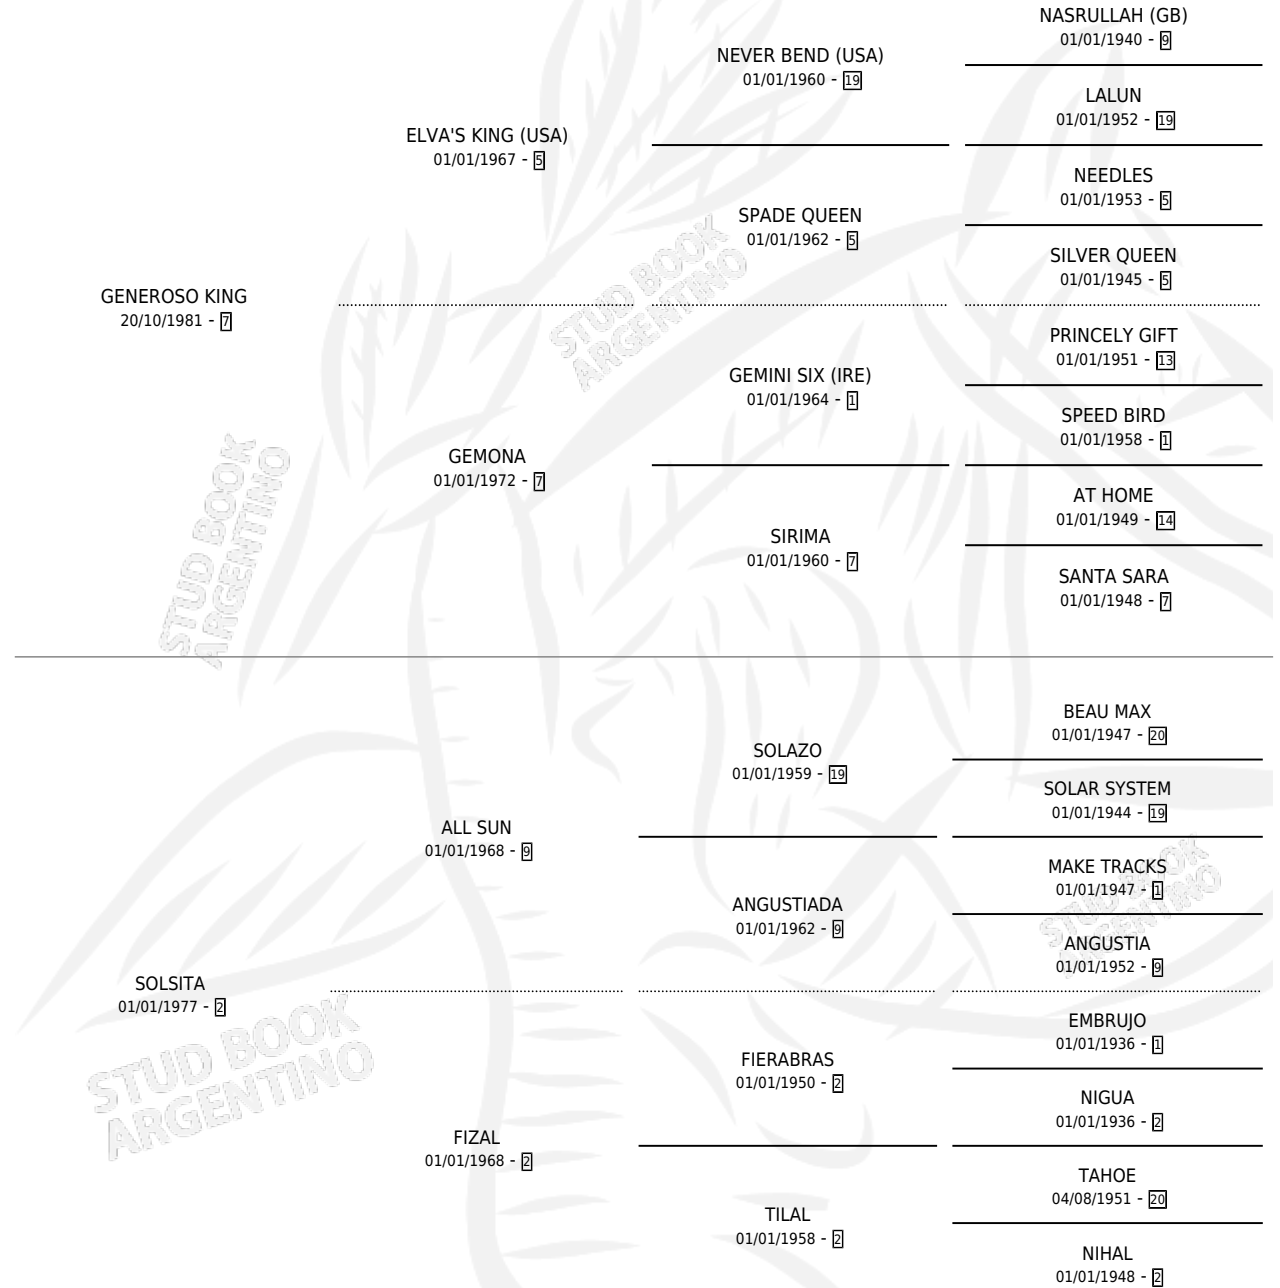 NASRULLAH (GB)
01/01/1940 - 9
NEVER BEND (USA)
01/01/1960 - 19
LALUN
01/01/1952 - 19
ELVA'S KING (USA)
01/01/1967 - 5
NEEDLES
01/01/1953 - 5
SPADE QUEEN
01/01/1962 - 5
SILVER QUEEN
01/01/1945 - 5
GENEROSO KING
20/10/1981 - 7
PRINCELY GIFT
01/01/1951 - 13
GEMINI SIX (IRE)
01/01/1964 - 1
SPEED BIRD
01/01/1958 - 1
GEMONA
01/01/1972 - 7
AT HOME
01/01/1949 - 14
SIRIMA
01/01/1960 - 7
SANTA SARA
01/01/1948 - 7
BEAU MAX
01/01/1947 - 20
SOLAZO
01/01/1959 - 19
SOLAR SYSTEM
01/01/1944 - 19
ALL SUN
01/01/1968 - 9
MAKE TRACKS
01/01/1947 - 1
ANGUSTIADA
01/01/1962 - 9
ANGUSTIA
01/01/1952 - 9
SOLSITA
01/01/1977 - 2
EMBRUJO
01/01/1936 - 1
FIERABRAS
01/01/1950 - 2
NIGUA
01/01/1936 - 2
FIZAL
01/01/1968 - 2
TAHOE
04/08/1951 - 20
TILAL
01/01/1958 - 2
NIHAL
01/01/1948 - 2
STUD BOOK
ARGENTINO
STUD BOOK
ARGENTINO
STUD BOOK
ARGENTINO
STUD BOOK
ARGENTINO